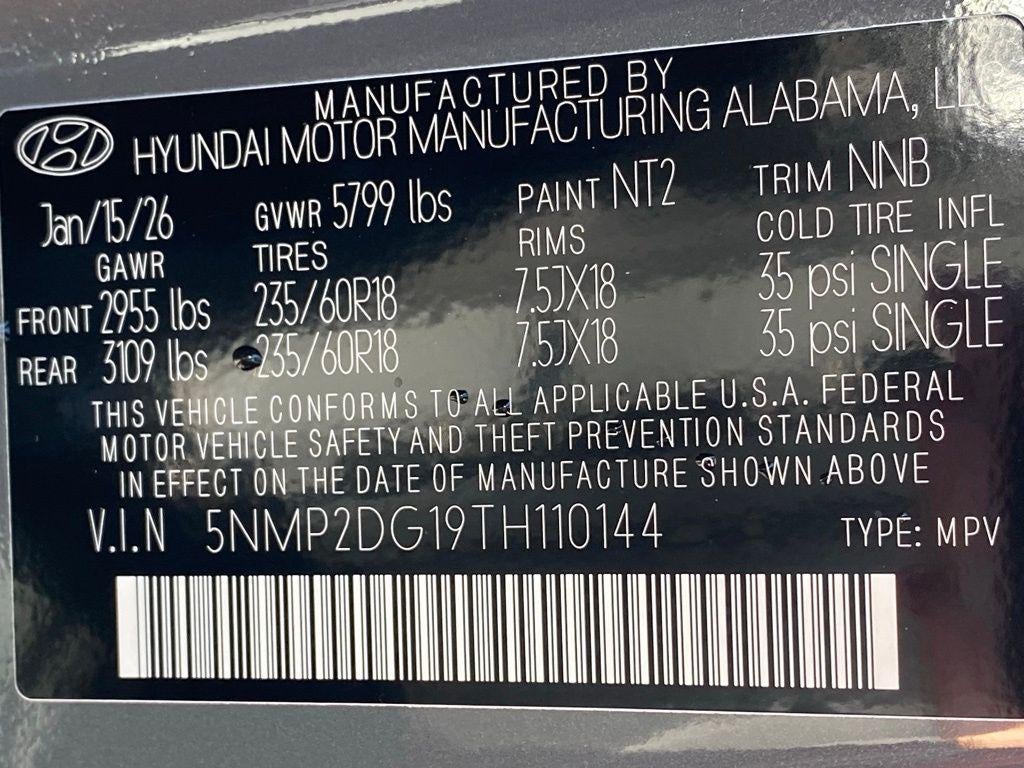 MANUFACTURED BY
HYUNDAI MOTOR MANUFACTURING ALABAMA, LLC
Jan/15/26 GVWR 5799 lbs PAINT NT2 TRIM NNB
GAWR TIRES RIMS COLD TIRE INFL
FRONT 2955 lbs 235/60R18 7.5JX18 35 psi SINGLE
REAR 3109 lbs 235/60R18 7.5JX18 35 psi SINGLE
THIS VEHICLE CONFORMS TO ALL APPLICABLE U.S.A. FEDERAL
MOTOR VEHICLE SAFETY AND THEFT PREVENTION STANDARDS
IN EFFECT ON THE DATE OF MANUFACTURE SHOWN ABOVE
V.I.N 5NMP2DG19TH110144 TYPE: MPV